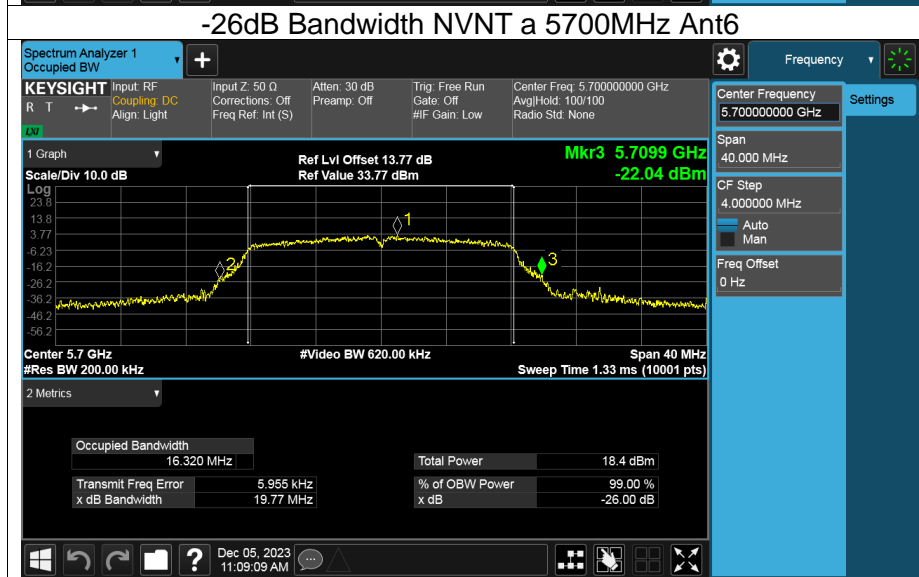 -26dB Bandwidth NVNT a 5700MHz Ant6
Spectrum Analyzer 1
Occupied BW
+
Frequency
KEYSIGHT
R T
LXI
Input: RF
Coupling: DC
Align: Light
Input Z: 50 Ω
Corrections: Off
Freq Ref: Int (S)
Atten: 30 dB
Preamp: Off
Trig: Free Run
Gate: Off
#IF Gain: Low
Center Freq: 5.700000000 GHz
Avg|Hold: 100/100
Radio Std: None
Center Frequency
5.700000000 GHz
Settings
Span
40.000 MHz
CF Step
4.000000 MHz
Auto
Man
Freq Offset
0 Hz
1 Graph
Scale/Div 10.0 dB
Ref Lvl Offset 13.77 dB
Ref Value 33.77 dBm
Mkr3 5.7099 GHz
-22.04 dBm
Log
23.8
13.8
3.77
-6.23
-16.2
-26.2
-36.2
-46.2
-56.2
1
2
3
Center 5.7 GHz
#Res BW 200.00 kHz
#Video BW 620.00 kHz
Span 40 MHz
Sweep Time 1.33 ms (10001 pts)
2 Metrics
Occupied Bandwidth
16.320 MHz
Total Power 18.4 dBm
Transmit Freq Error 5.955 kHz
% of OBW Power 99.00 %
x dB Bandwidth 19.77 MHz
x dB -26.00 dB
?
Dec 05, 2023
11:09:09 AM